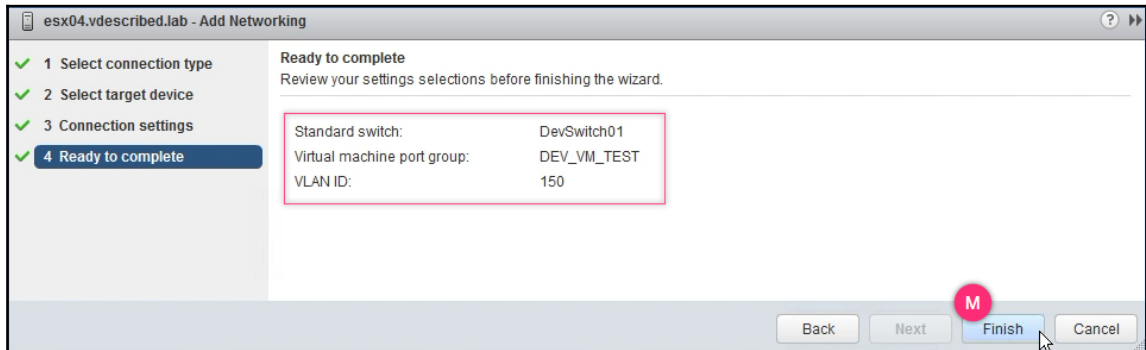 esx04.vdescribed.lab - Add Networking ?
1 Select connection type
2 Select target device
3 Connection settings
4 Ready to complete
Ready to complete
Review your settings selections before finishing the wizard.
Standard switch: DevSwitch01
Virtual machine port group: DEV_VM_TEST
VLAN ID: 150
M
Back Next Finish Cancel